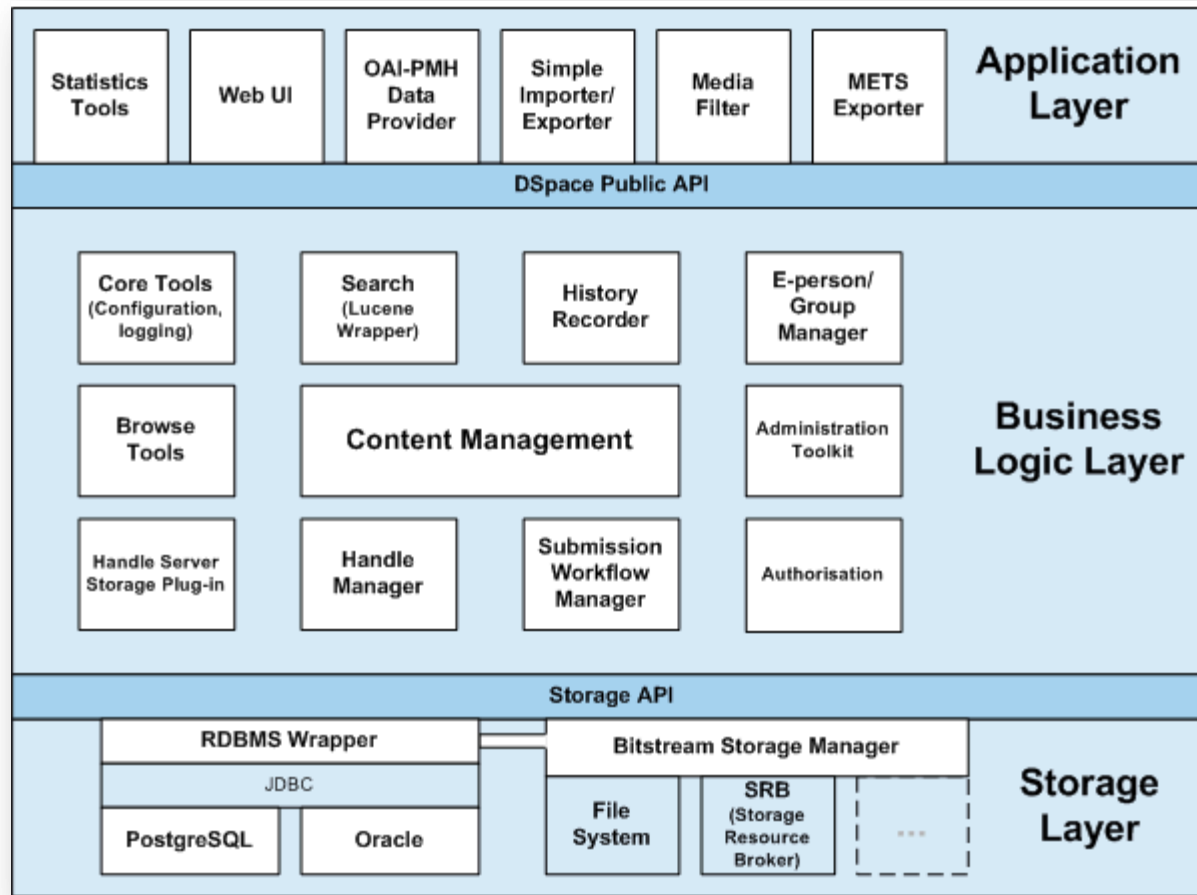 Statistics
Tools
Web UI
OAI-PMH
Data
Provider
Simple
Importer/
Exporter
Media
Filter
METS
Exporter
Application
Layer
DSpace Public API
Core Tools
(Configuration,
logging)
Search
(Lucene
Wrapper)
History
Recorder
E-person/
Group
Manager
Browse
Tools
Content Management
Administration
Toolkit
Business
Logic Layer
Handle Server
Storage Plug-in
Handle
Manager
Submission
Workflow
Manager
Authorisation
Storage API
RDBMS Wrapper
JDBC
PostgreSQL
Oracle
Bitstream Storage Manager
File
System
SRB
(Storage
Resource
Broker)
...
Storage
Layer